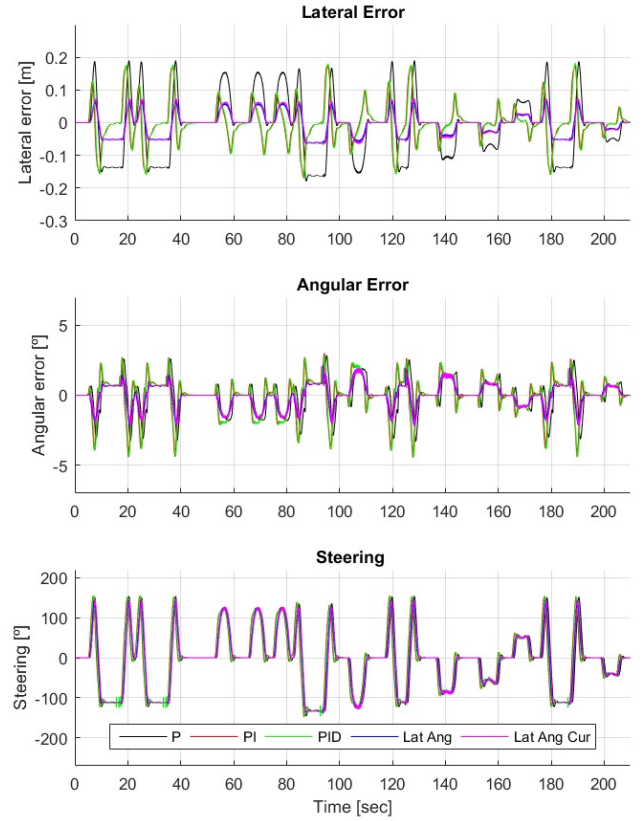 Lateral Error
Lateral error [m]
0.2
0.1
0
-0.1
-0.2
-0.3
0 20 40 60 80 100 120 140 160 180 200
Angular Error
Angular error [º]
5
0
-5
0 20 40 60 80 100 120 140 160 180 200
Steering
Steering [º]
200
100
0
-100
-200
P PI PID Lat Ang Lat Ang Cur
0 20 40 60 80 100 120 140 160 180 200
Time [sec]